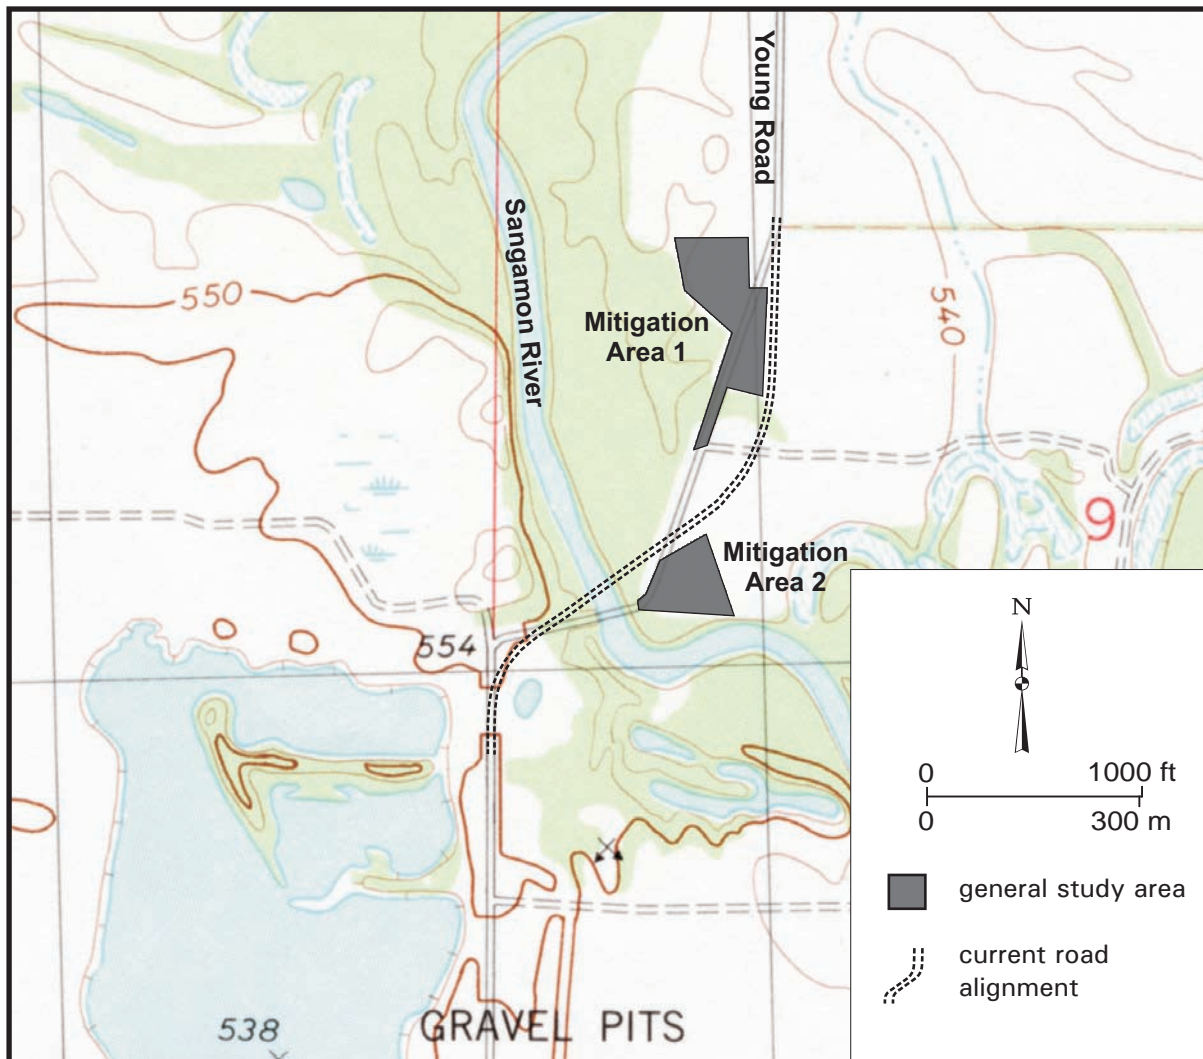 Young Road
Sangamon River
550
Mitigation
Area 1
540
9
Mitigation
Area 2
554
N
0 1000 ft
0 300 m
general study area
current road
alignment
538
GRAVEL PITS